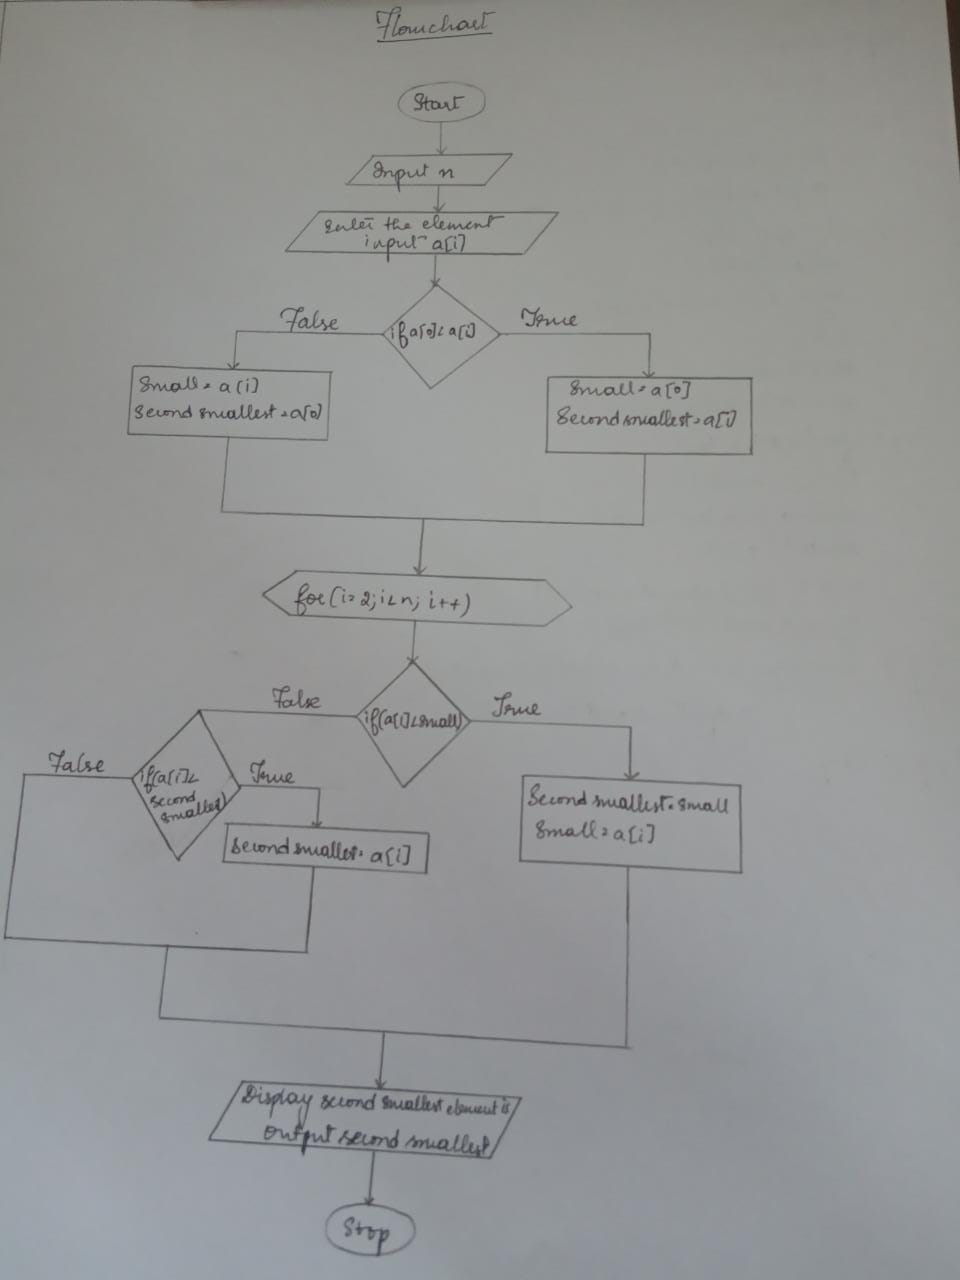 Flowchart
Start
Input n
Enter the element
input a[i]
if a[0]<a[i]
False
True
Small = a[i]
Second smallest = a[0]
Small = a[0]
Second smallest = a[1]
for(i=2;i<n; i++)
if(a[i]<small)
False
True
False
if(a[i]<
second
smallest)
True
Second smallest = a[i]
Second smallest = small
Small = a[i]
Display second smallest element is
output second smallest
Stop